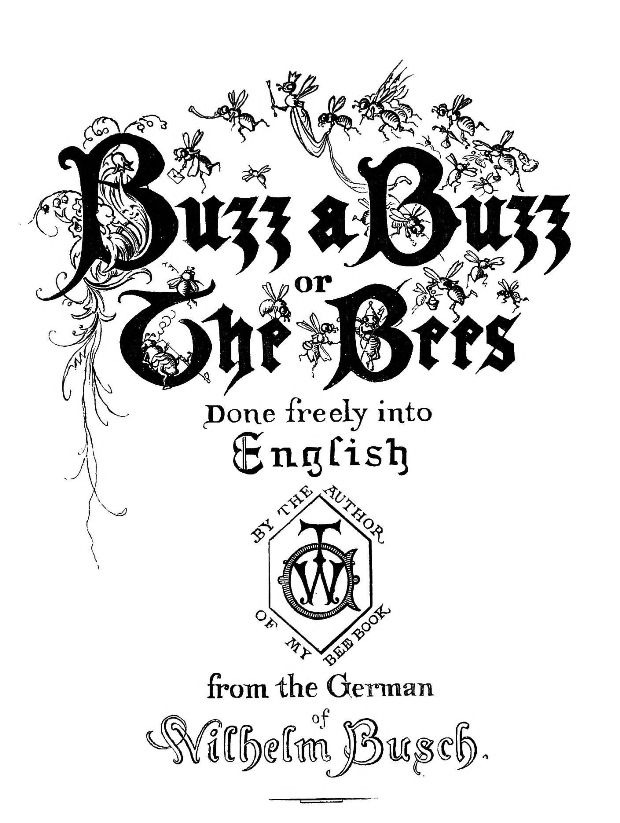 Buzz a Buzz
or
The Bees
Done freely into
English
BY THE AUTHOR
OF MY BEE BOOK
from the German
of
Wilhelm Busch.